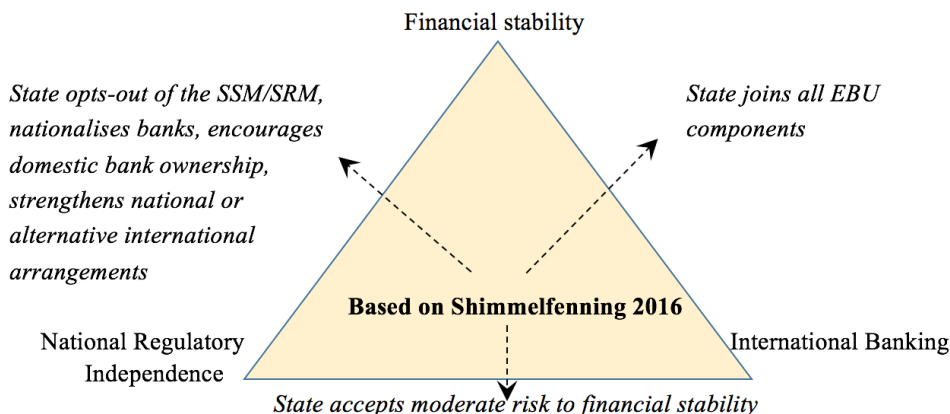 Financial stability
State opts-out of the SSM/SRM,
nationalises banks, encourages
domestic bank ownership,
strengthens national or
alternative international
arrangements
State joins all EBU
components
Based on Shimmelfenning 2016
National Regulatory
Independence
International Banking
State accepts moderate risk to financial stability